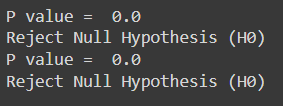 P value =  0.0
Reject Null Hypothesis (H0)
P value =  0.0
Reject Null Hypothesis (H0)